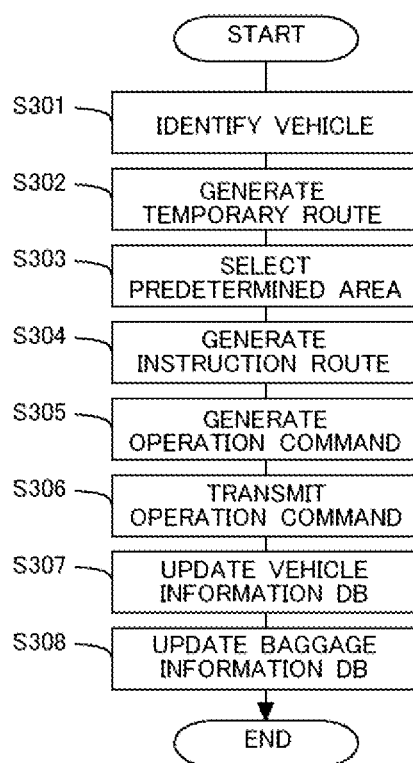 START
S301
IDENTIFY VEHICLE
S302
GENERATE
TEMPORARY ROUTE
S303
SELECT
PREDETERMINED AREA
S304
GENERATE
INSTRUCTION ROUTE
S305
GENERATE
OPERATION COMMAND
S306
TRANSMIT
OPERATION COMMAND
S307
UPDATE VEHICLE
INFORMATION DB
S308
UPDATE BAGGAGE
INFORMATION DB
END